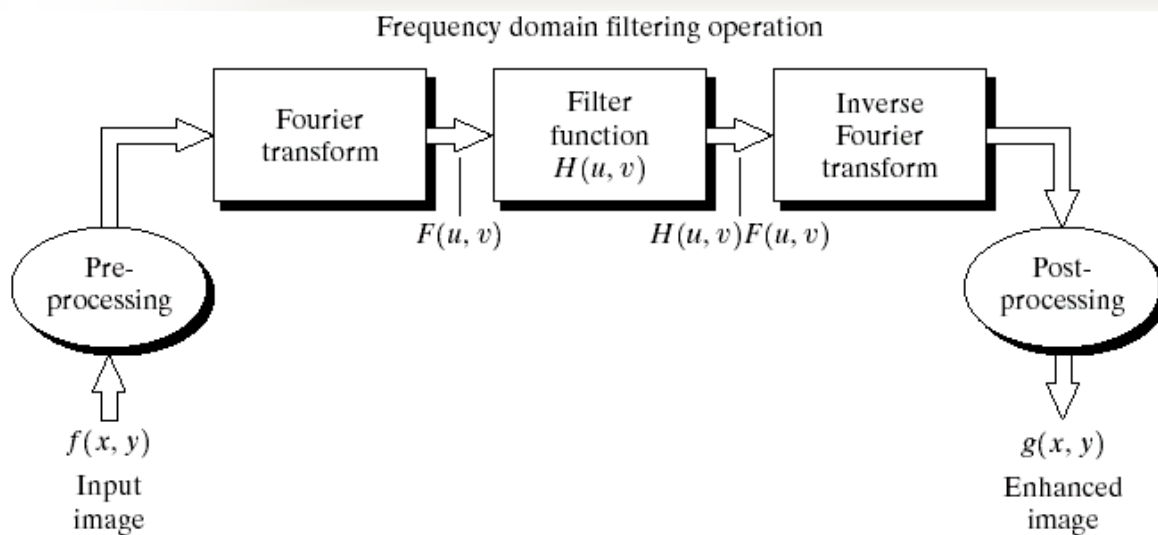 Frequency domain filtering operation
Fourier
transform
Filter
function
H(u, v)
Inverse
Fourier
transform
F(u, v)
H(u, v)F(u, v)
Pre-
processing
Post-
processing
f(x, y)
Input
image
g(x, y)
Enhanced
image